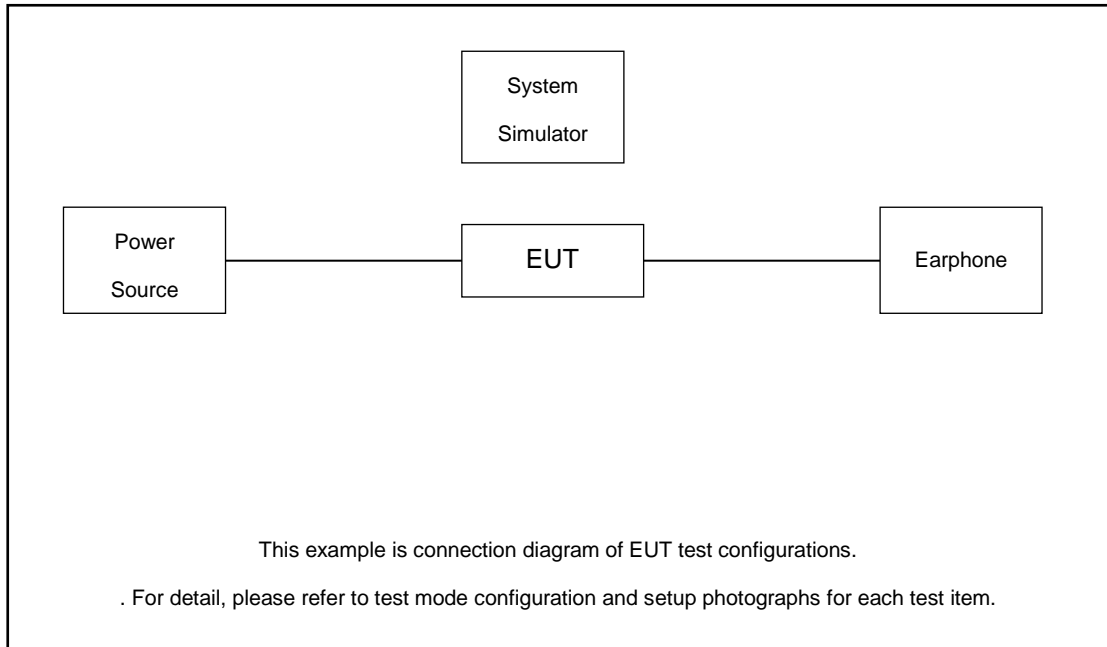 System
Simulator
Power
Source
EUT
Earphone
This example is connection diagram of EUT test configurations.
. For detail, please refer to test mode configuration and setup photographs for each test item.